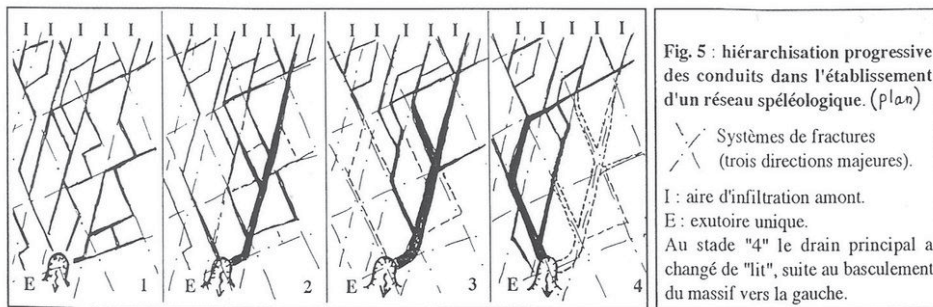 I I I I I
I I I I I
I I I I I
I I I I I
E 1
E 2
E 3
E 4
Fig. 5 : hiérarchisation progressive
des conduits dans l'établissement
d'un réseau spéléologique. (plan)
Systèmes de fractures
(trois directions majeures).
I : aire d'infiltration amont.
E : exutoire unique.
Au stade "4" le drain principal a
changé de "lit", suite au basculement
du massif vers la gauche.